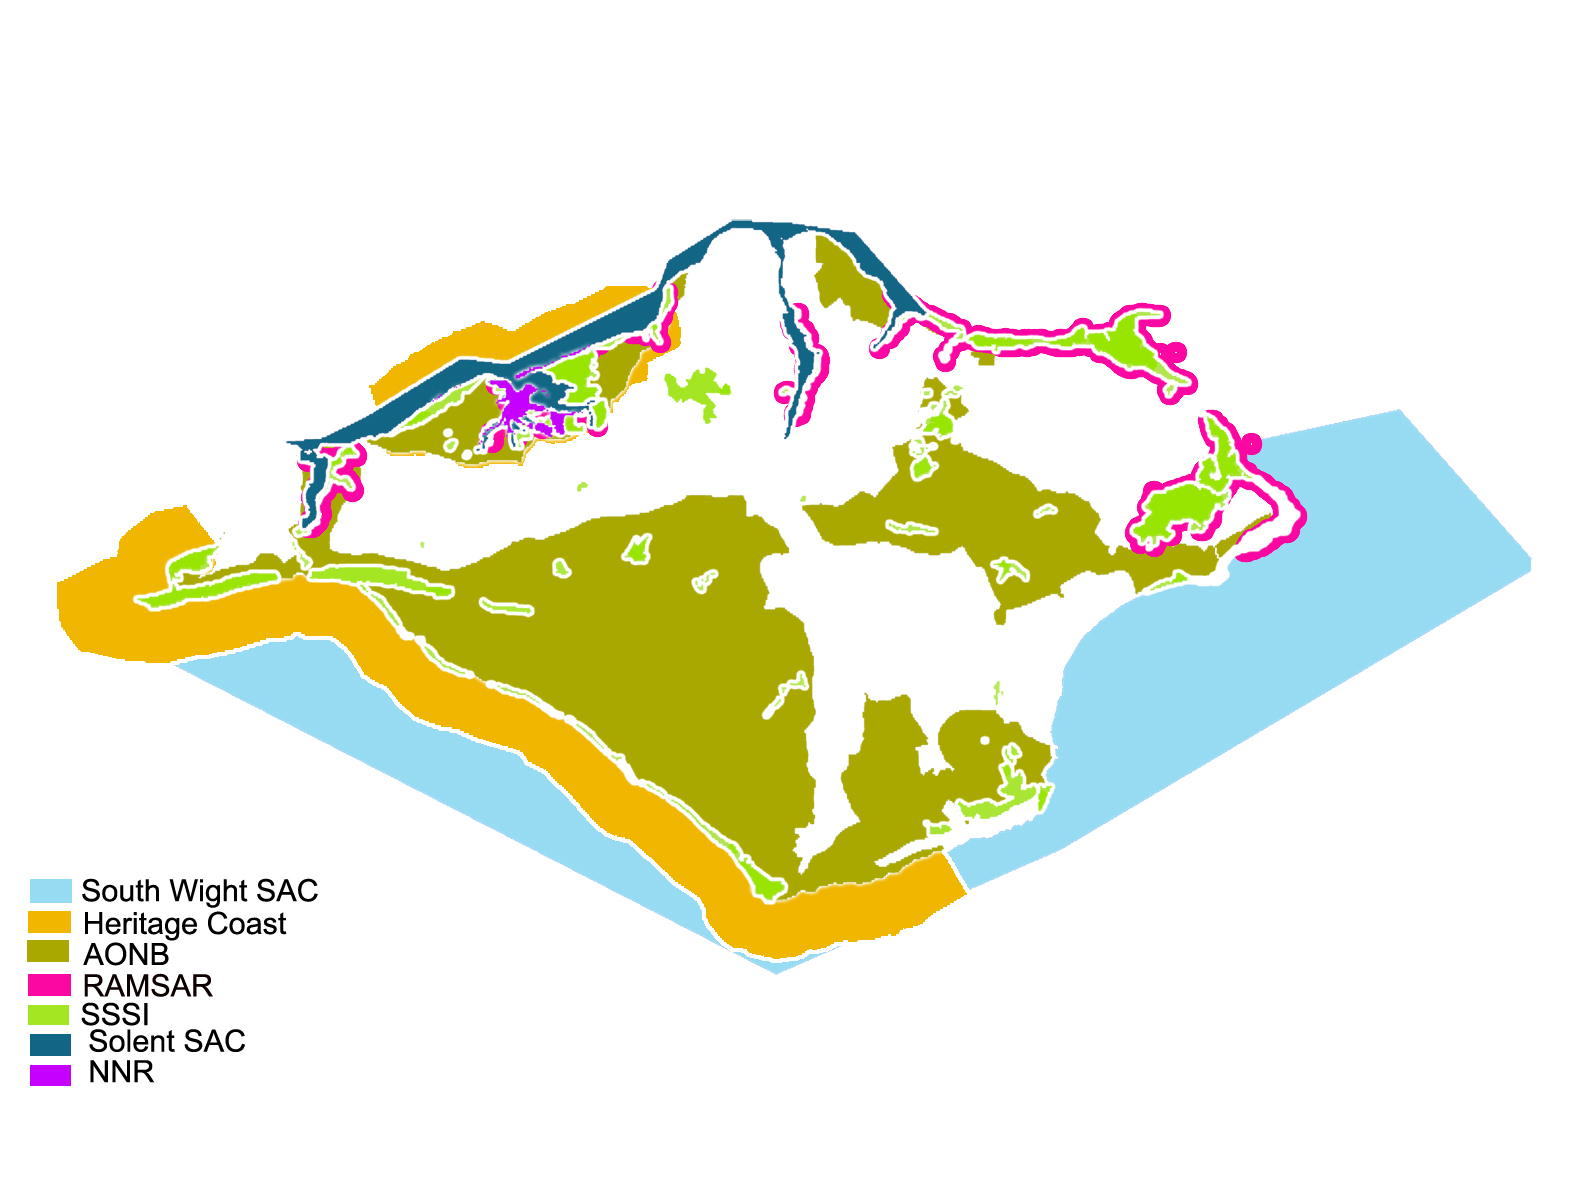 South Wight SAC
Heritage Coast
AONB
RAMSAR
SSSI
Solent SAC
NNR